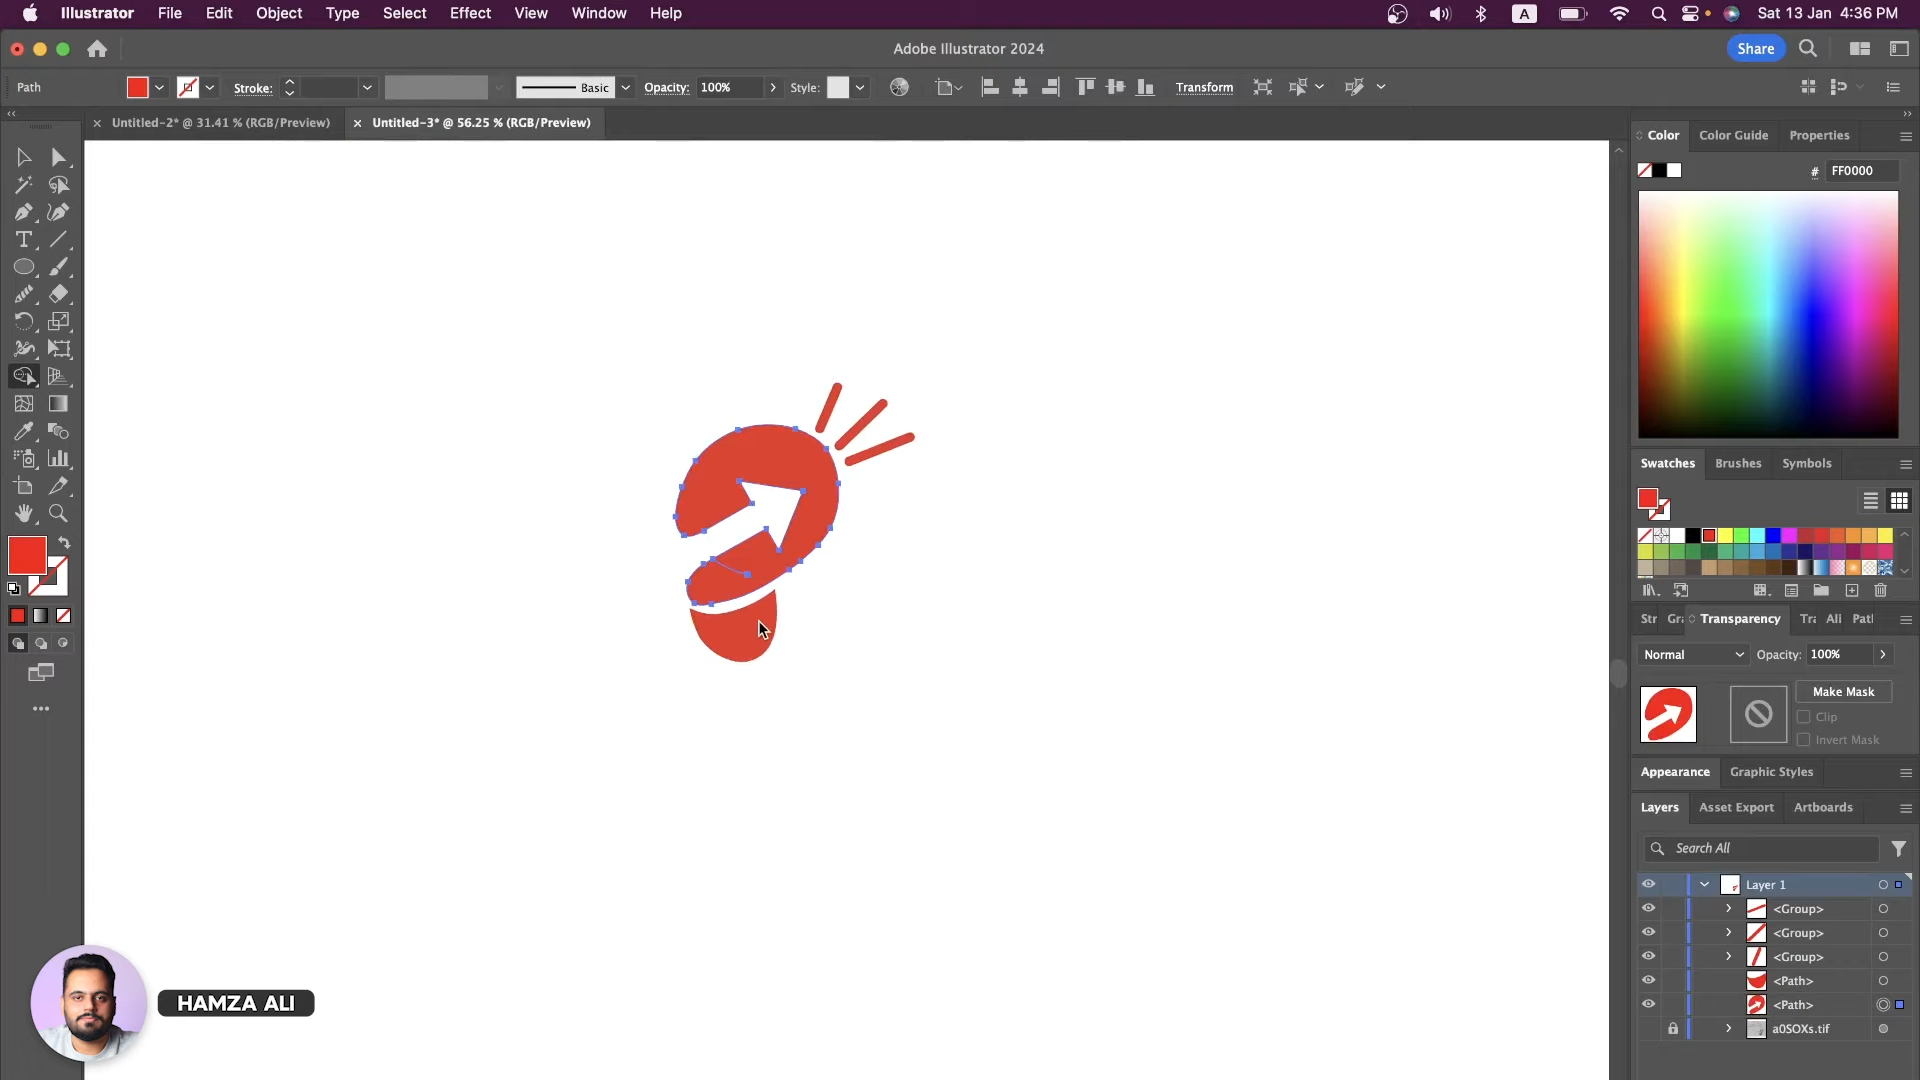 Illustrator File Edit Object Type Select Effect View Window Help A Sat 13 Jan 4:36 PM
Adobe Illustrator 2024 Share
Path Stroke: Basic Opacity: 100% Style: Transform
× Untitled-2* @ 31.41 % (RGB/Preview) × Untitled-3* @ 56.25 % (RGB/Preview)
Color Color Guide Properties
# FF0000
Swatches Brushes Symbols
Str Gra Transparency Tra Ali Patl
Normal Opacity: 100%
Make Mask
Clip
Invert Mask
Appearance Graphic Styles
Layers Asset Export Artboards
Search All
Layer 1
<Group>
<Group>
<Group>
<Path>
<Path>
a0SOXs.tif
HAMZA ALI